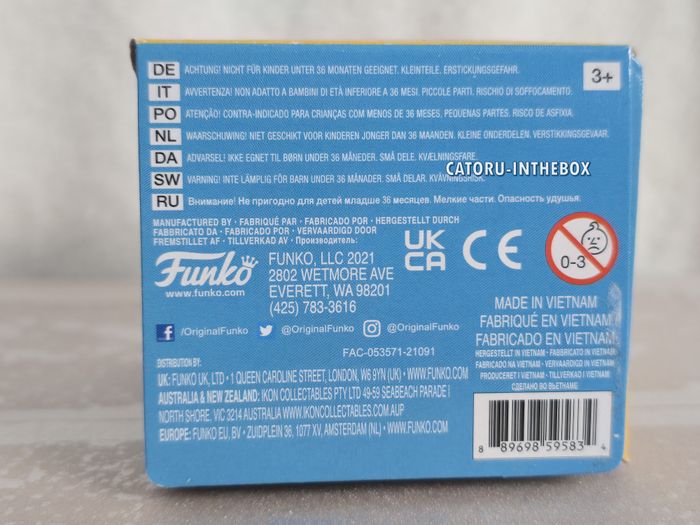 DE ACHTUNG! NICHT FÜR KINDER UNTER 36 MONATEN GEEIGNET. KLEINTEILE. ERSTICKUNGSGEFAHR.
3+
IT AVVERTENZA! NON ADATTO A BAMBINI DI ETÀ INFERIORE A 36 MESI. PICCOLE PARTI. RISCHIO DI SOFFOCAMENTO.
PO ATENÇÃO! CONTRA-INDICADO PARA CRIANÇAS COM MENOS DE 36 MESES. PEQUENAS PARTES. RISCO DE ASFIXIA.
NL WAARSCHUWING! NIET GESCHIKT VOOR KINDEREN JONGER DAN 36 MAANDEN. KLEINE ONDERDELEN. VERSTIKKINGSGEVAAR.
DA ADVARSEL! IKKE EGNET TIL BØRN UNDER 36 MÅNEDER. SMÅ DELE. KVÆLNINGSFARE.
CATORU-INTHEBOX
SW VARNING! INTE LÄMPLIG FÖR BARN UNDER 36 MÅNADER. SMÅ DELAR. KVÄVNINGSRISK.
RU Внимание! Не пригодно для детей младше 36 месяцев. Мелкие части. Опасность удушья.
MANUFACTURED BY • FABRIQUÉ PAR • FABRICADO POR • HERGESTELLT DURCH
FABBRICATO DA • FABRICADO POR • VERVAARDIGD DOOR
FREMSTILLET AF • TILLVERKAD AV • Производитель:
Funko
www.funko.com
FUNKO, LLC 2021
2802 WETMORE AVE
EVERETT, WA 98201
(425) 783-3616
UK
CA
CE
0-3
/OriginalFunko @OriginalFunko @OriginalFunko
FAC-053571-21091
MADE IN VIETNAM
FABRIQUÉ EN VIETNAM
FABRICADO EN VIETNAM
HERGESTELLT IN VIETNAM • FABBRICATO IN VIETNAM
FABRICADO NA VIETNAM • VERVAARDIGD IN VIETNAM
PRODUCERET I VIETNAM • TILLVERKAD I VIETNAM
СДЕЛАНО ВО ВЬЕТНАМЕ
DISTRIBUTION BY:
UK: FUNKO UK, LTD • 1 QUEEN CAROLINE STREET, LONDON, W6 9YN (UK) • WWW.FUNKO.COM
AUSTRALIA & NEW ZEALAND: IKON COLLECTABLES PTY LTD 49-59 SEABEACH PARADE |
NORTH SHORE, VIC 3214 AUSTRALIA WWW.IKONCOLLECTABLES.COM.AUP
EUROPE: FUNKO EU, BV • ZUIDPLEIN 36, 1077 XV, AMSTERDAM (NL) • WWW.FUNKO.COM
8 89698 59583 4